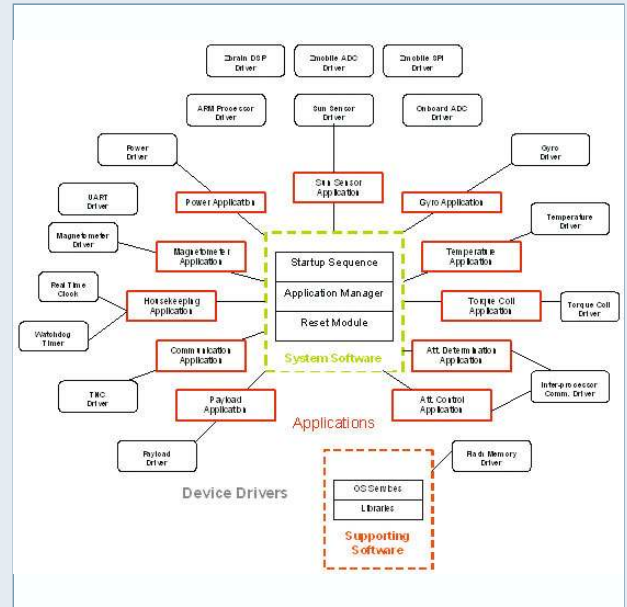 Zbrain DSP
Driver
Zmobile ADC
Driver
Zmobile SPI
Driver
ARM Processor
Driver
Sun Sensor
Driver
Onboard ADC
Driver
Power
Driver
Gyro
Driver
Sun Sensor
Application
Power Application
Gyro Application
UART
Driver
Temperature
Driver
Magnetometer
Driver
Magnetometer
Application
Temperature
Application
Startup Sequence
Application Manager
Reset Module
System Software
Real Time
Clock
Housekeeping
Application
Torque Coil
Application
Torque Coil
Driver
Watchdog
Timer
Communication
Application
Att. Determination
Application
TNC
Driver
Payload
Application
Att. Control
Application
Inter-processor
Comm. Driver
Applications
Payload
Driver
Flash Memory
Driver
Device Drivers
OS Services
Libraries
Supporting
Software